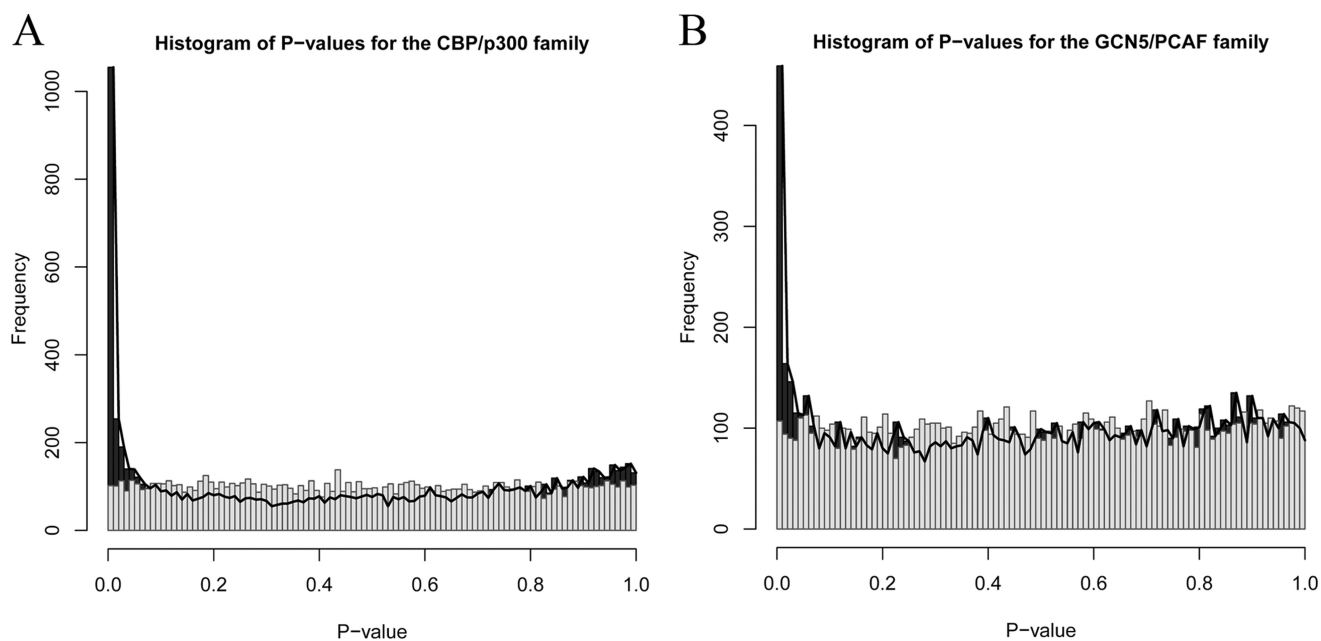 A
Histogram of P−values for the CBP/p300 family
Frequency
0
200
400
600
800
1000
0.0 0.2 0.4 0.6 0.8 1.0
P−value
B
Histogram of P−values for the GCN5/PCAF family
Frequency
0
100
200
300
400
0.0 0.2 0.4 0.6 0.8 1.0
P−value